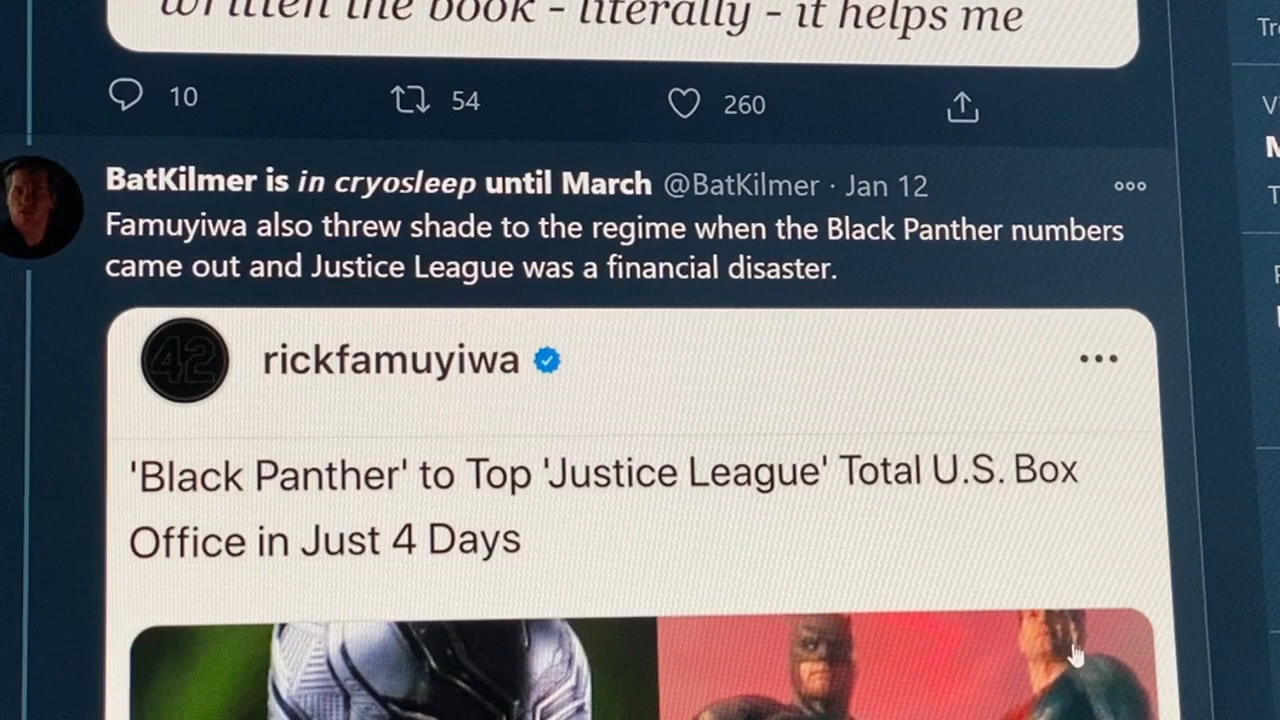 written the book - literally - it helps me
10 54 260
BatKilmer is in cryosleep until March @BatKilmer · Jan 12
Famuyiwa also threw shade to the regime when the Black Panther numbers
came out and Justice League was a financial disaster.
42
rickfamuyiwa
'Black Panther' to Top 'Justice League' Total U.S. Box
Office in Just 4 Days